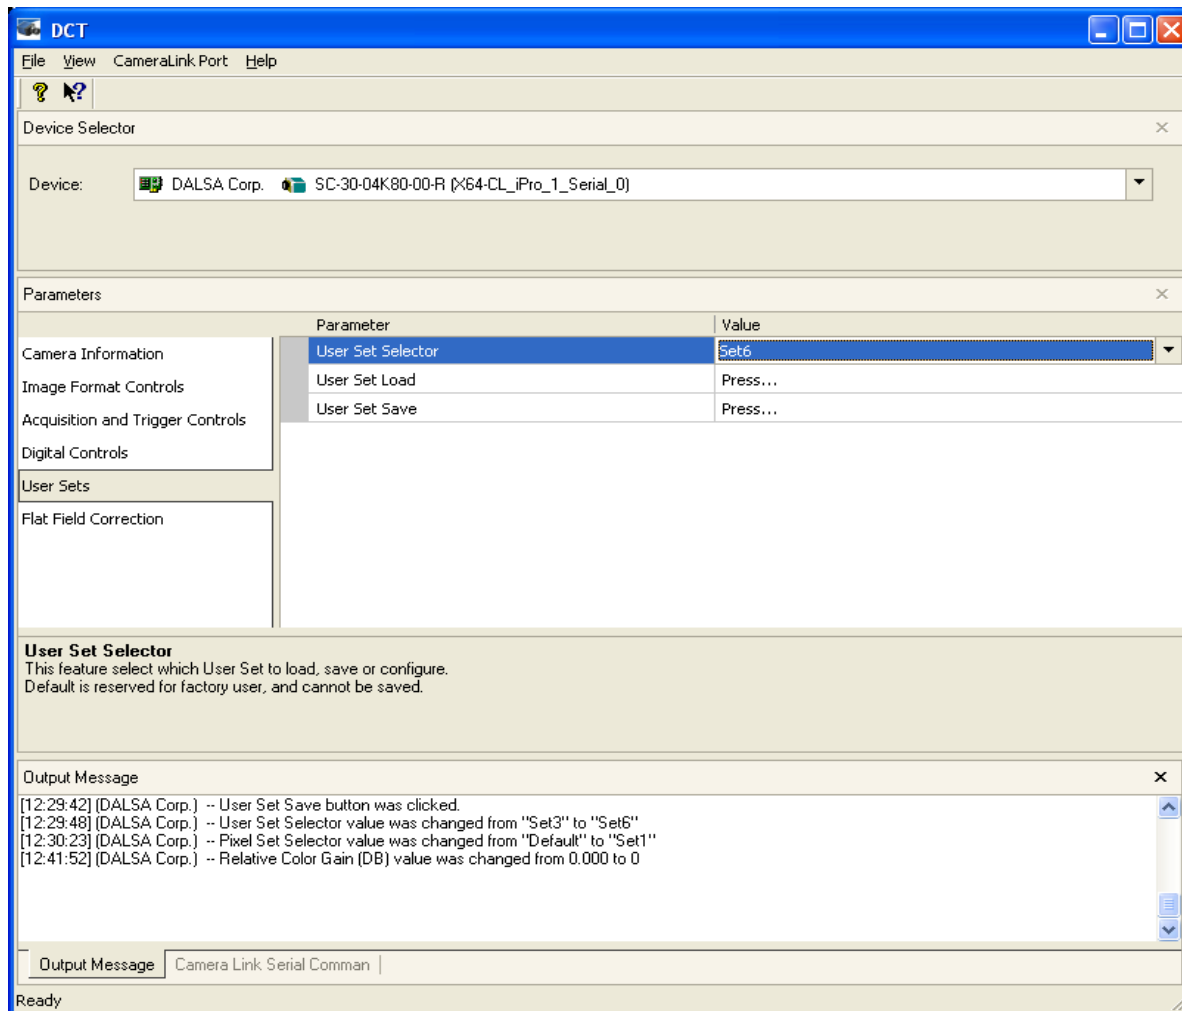 DCT
File View CameraLink Port Help
Device Selector
Device: DALSA Corp. SC-30-04K80-00-R (X64-CL_iPro_1_Serial_0)
Parameters
Parameter Value
Camera Information
Image Format Controls
Acquisition and Trigger Controls
Digital Controls
User Sets
Flat Field Correction
User Set Selector Set6
User Set Load Press...
User Set Save Press...
User Set Selector
This feature select which User Set to load, save or configure.
Default is reserved for factory user, and cannot be saved.
Output Message
[12:29:42] (DALSA Corp.) -- User Set Save button was clicked.
[12:29:48] (DALSA Corp.) -- User Set Selector value was changed from "Set3" to "Set6"
[12:30:23] (DALSA Corp.) -- Pixel Set Selector value was changed from "Default" to "Set1"
[12:41:52] (DALSA Corp.) -- Relative Color Gain (DB) value was changed from 0.000 to 0
Output Message Camera Link Serial Comman
Ready